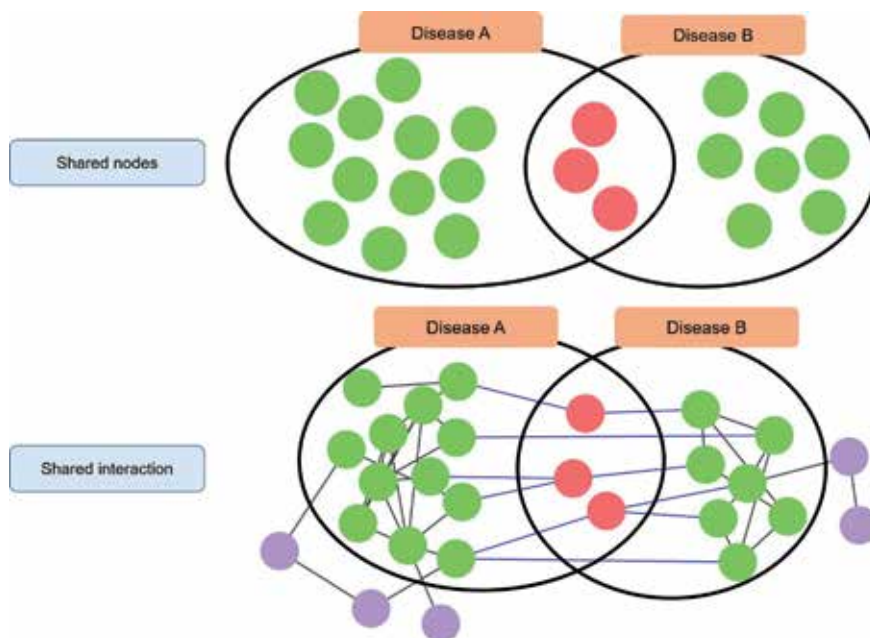 Disease A
Disease B
Shared nodes
Disease A
Disease B
Shared interaction